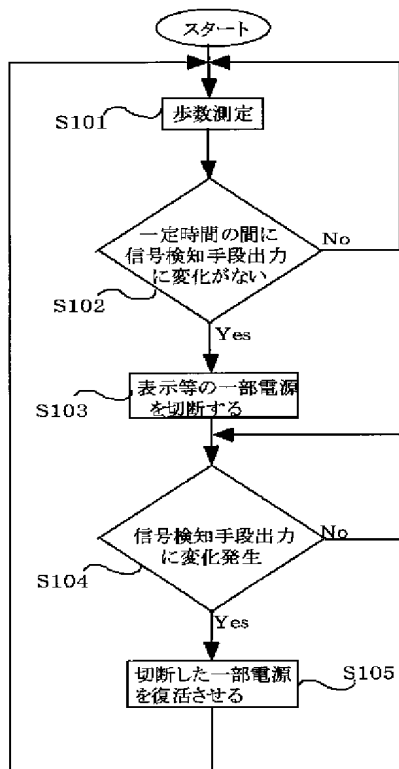 スタート
歩数測定
S101
一定時間の間に
信号検知手段出力
に変化がない
No
S102
Yes
表示等の一部電源
を切断する
S103
信号検知手段出力
に変化発生
No
S104
Yes
切断した一部電源
を復活させる
S105